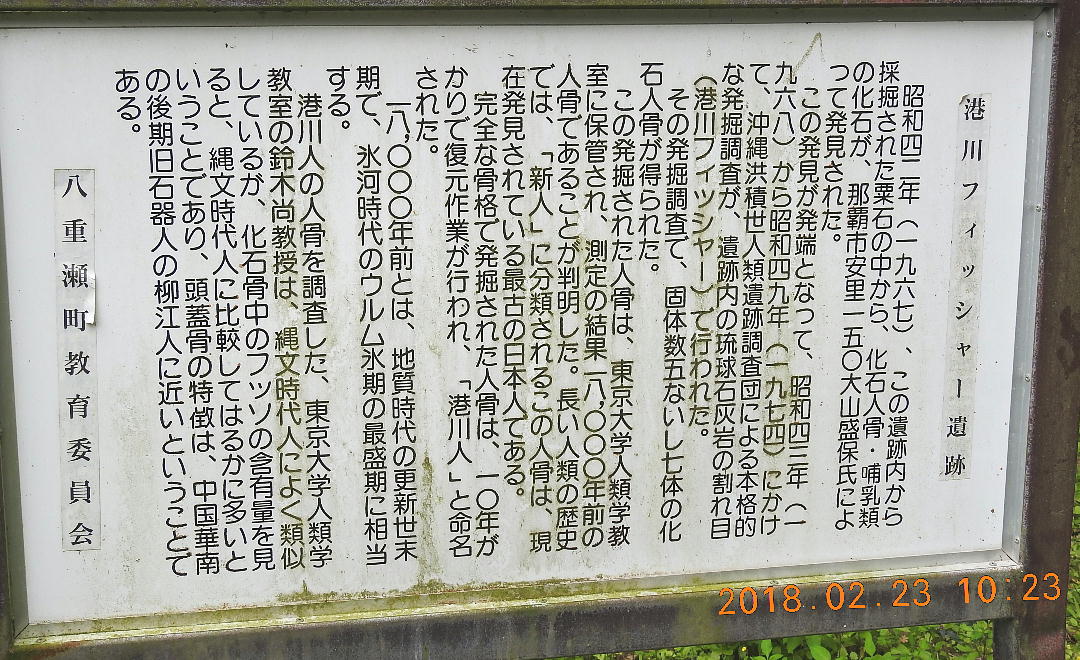 港川フィッシャー遺跡
昭和四二年（一九六七）、この遺跡内から
採掘された粟石の中から、化石人骨・哺乳類
の化石が、那覇市安里一五〇大山盛保氏によ
って発見された。
この発見が発端となって、昭和四三年（一
九六八）から昭和四九年（一九七四）にかけ
て、沖縄洪積世人類遺跡調査団による本格的
な発掘調査が、遺跡内の琉球石灰岩の割れ目
（港川フィッシャー）で行われた。
その発掘調査で、固体数五ないし七体の化
石人骨が得られた。
この発掘された人骨は、東京大学人類学教
室に保管され、測定の結果一八、〇〇〇年前の
人骨であることが判明した。長い人類の歴史
では、「新人」に分類されるこの人骨は、現
在発見されている最古の日本人である。
完全な骨格で発掘された人骨は、一〇年が
かりで復元作業が行われ、「港川人」と命名
された。
一八、〇〇〇年前とは、地質時代の更新世末
期で、氷河時代のウルム氷期の最盛期に相当
する。
港川人の人骨を調査した、東京大学人類学
教室の鈴木尚教授は、縄文時代人によく類似
しているが、化石骨中のフッソの含有量を見
ると、縄文時代人に比較してはるかに多いと
いうことであり、頭蓋骨の特徴は、中国華南
の後期旧石器人の柳江人に近いということで
ある。
八重瀬町教育委員会
2018.02.23 10:23